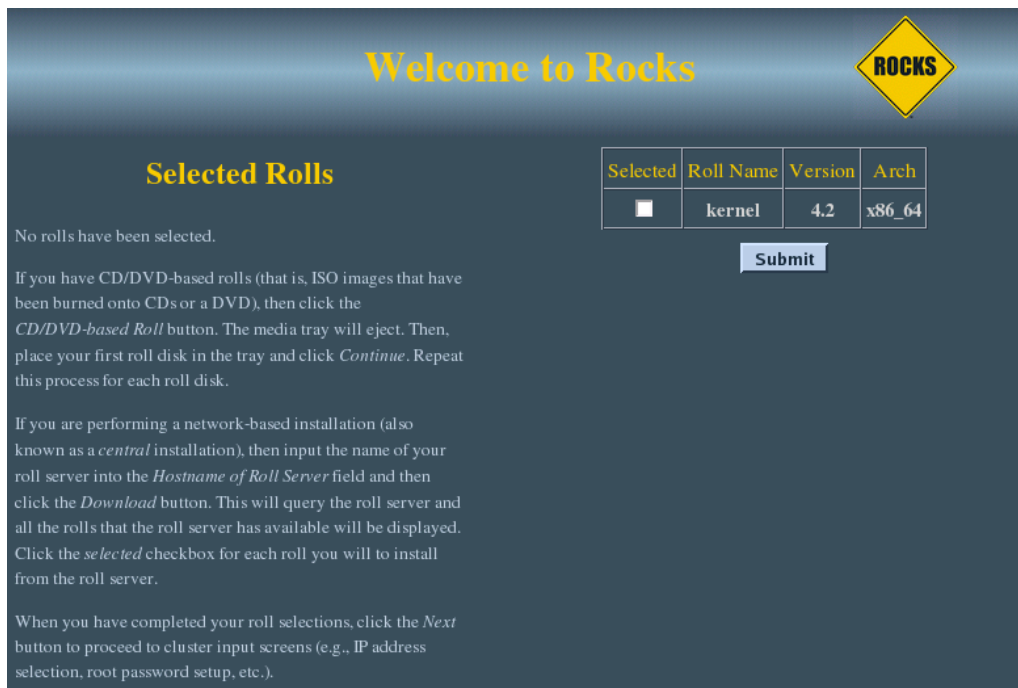 Welcome to Rocks
ROCKS
Selected Rolls
No rolls have been selected.
If you have CD/DVD-based rolls (that is, ISO images that have
been burned onto CDs or a DVD), then click the
CD/DVD-based Roll button. The media tray will eject. Then,
place your first roll disk in the tray and click Continue. Repeat
this process for each roll disk.
If you are performing a network-based installation (also
known as a central installation), then input the name of your
roll server into the Hostname of Roll Server field and then
click the Download button. This will query the roll server and
all the rolls that the roll server has available will be displayed.
Click the selected checkbox for each roll you will to install
from the roll server.
When you have completed your roll selections, click the Next
button to proceed to cluster input screens (e.g., IP address
selection, root password setup, etc.).
Selected Roll Name Version Arch
kernel 4.2 x86_64
Submit